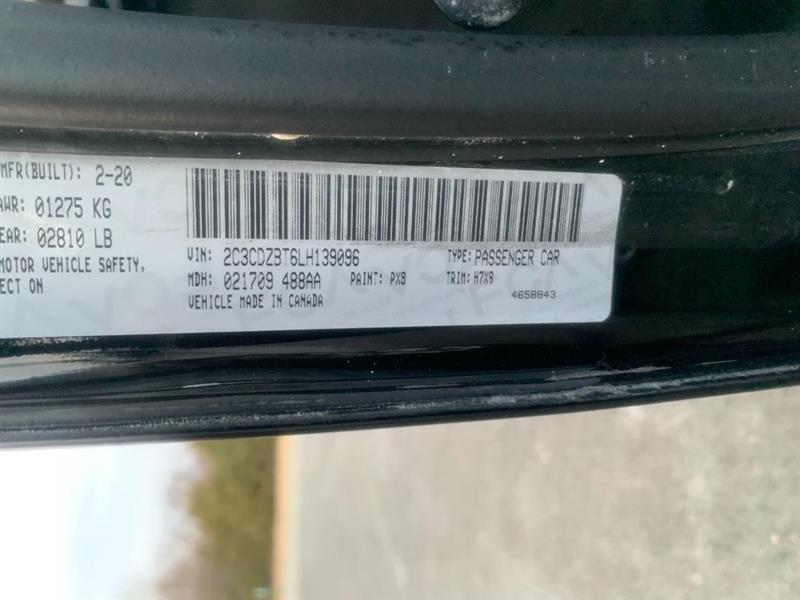 MFR(BUILT): 2-20
AWR: 01275 KG
EAR: 02810 LB
MOTOR VEHICLE SAFETY,
ECT ON
VIN: 2C3CDZBT6LH139096 TYPE: PASSENGER CAR
MDH: 021709 488AA PAINT: PX8 TRIM: H7X9
VEHICLE MADE IN CANADA 4658843